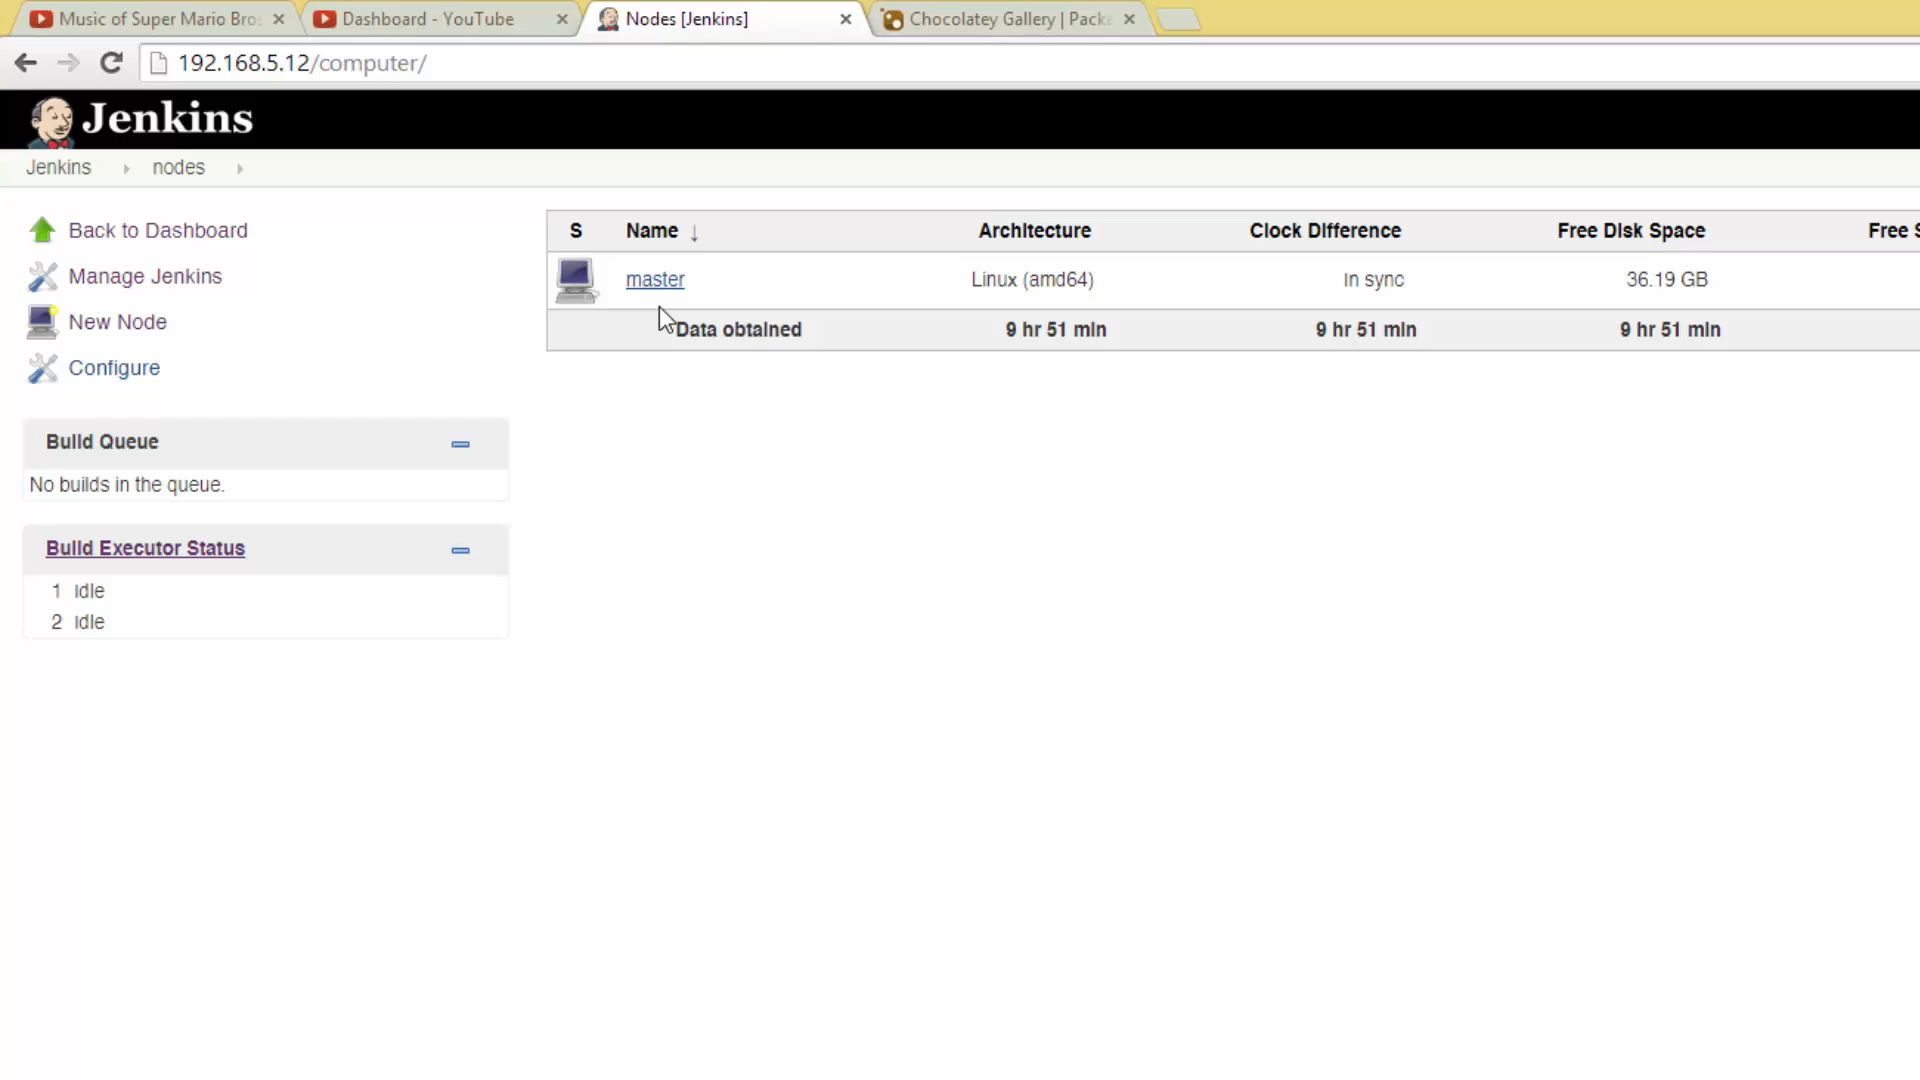 Music of Super Mario Bro
Dashboard - YouTube
Nodes [Jenkins]
Chocolatey Gallery | Packa
192.168.5.12/computer/
Jenkins
Jenkins nodes
Back to Dashboard
Manage Jenkins
New Node
Configure
S Name ↓ Architecture Clock Difference Free Disk Space Free S
master Linux (amd64) In sync 36.19 GB
Data obtained 9 hr 51 min 9 hr 51 min 9 hr 51 min
Build Queue
No builds in the queue.
Build Executor Status
1 Idle
2 Idle